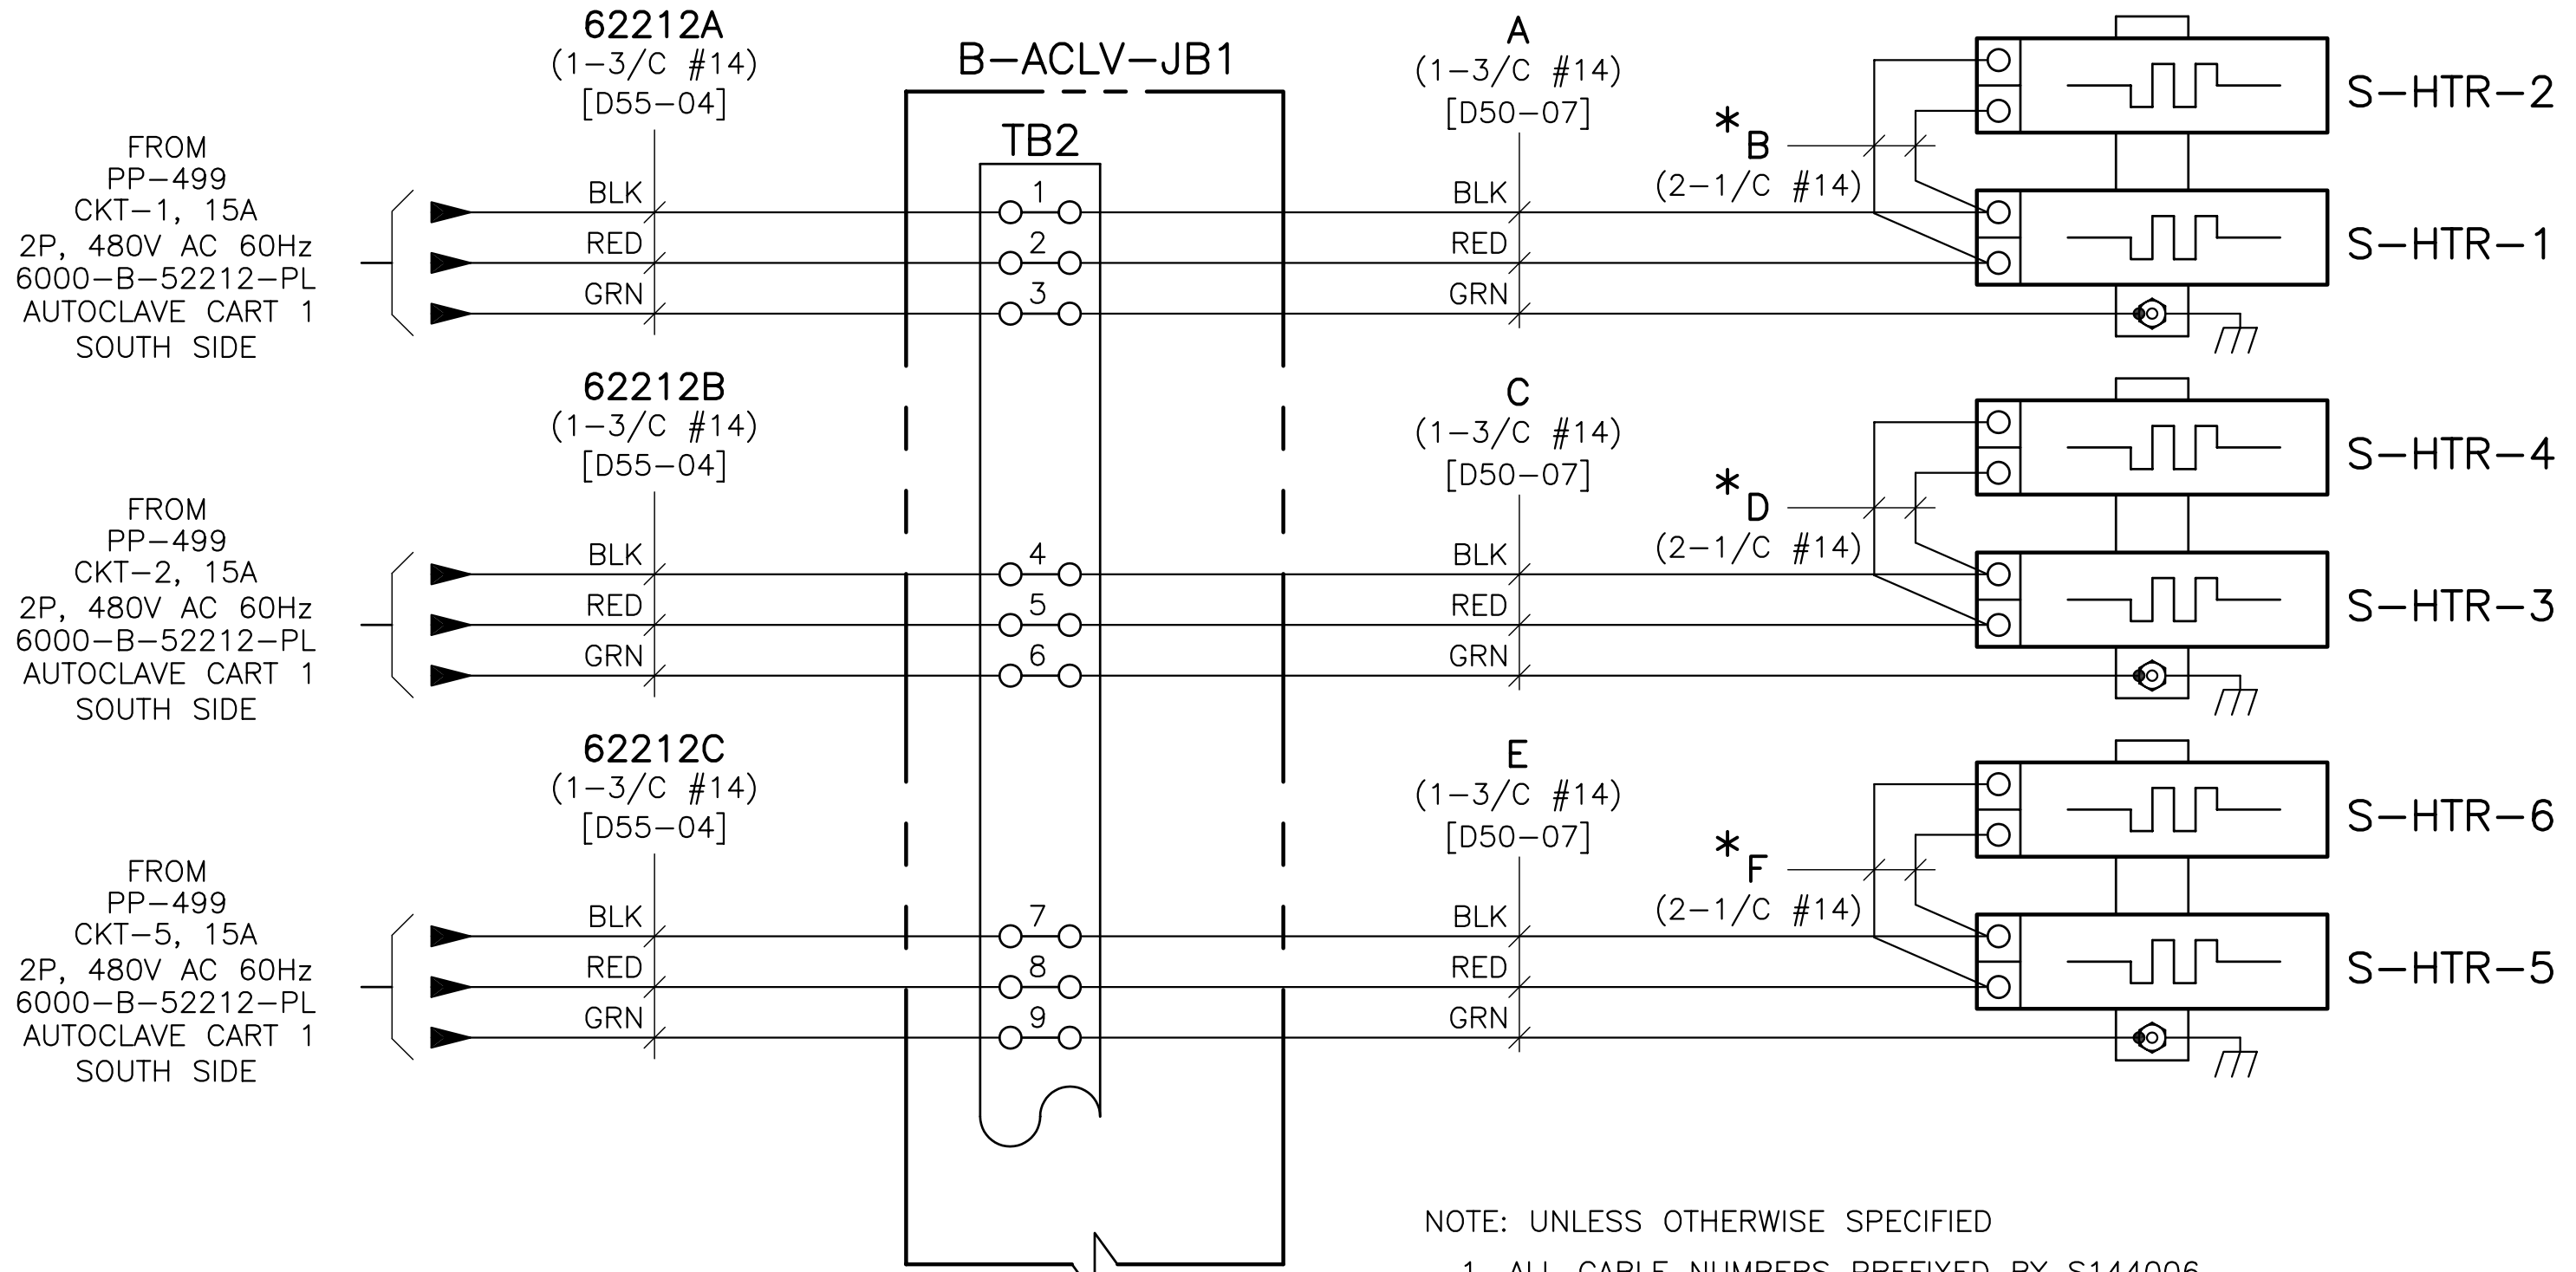 62212A
(1-3/C #14)
[D55-04]
B-ACLV-JB1
TB2
A
(1-3/C #14)
[D50-07]
*
B
(2-1/C #14)
S-HTR-2
S-HTR-1
FROM
PP-499
CKT-1, 15A
2P, 480V AC 60Hz
6000-B-52212-PL
AUTOCLAVE CART 1
SOUTH SIDE
BLK
RED
GRN
1
2
3
BLK
RED
GRN
62212B
(1-3/C #14)
[D55-04]
C
(1-3/C #14)
[D50-07]
*
D
(2-1/C #14)
S-HTR-4
S-HTR-3
FROM
PP-499
CKT-2, 15A
2P, 480V AC 60Hz
6000-B-52212-PL
AUTOCLAVE CART 1
SOUTH SIDE
BLK
RED
GRN
4
5
6
BLK
RED
GRN
62212C
(1-3/C #14)
[D55-04]
E
(1-3/C #14)
[D50-07]
*
F
(2-1/C #14)
S-HTR-6
S-HTR-5
FROM
PP-499
CKT-5, 15A
2P, 480V AC 60Hz
6000-B-52212-PL
AUTOCLAVE CART 1
SOUTH SIDE
BLK
RED
GRN
7
8
9
BLK
RED
GRN
NOTE: UNLESS OTHERWISE SPECIFIED
1. ALL CABLE NUMBERS PREFIXED BY S144006